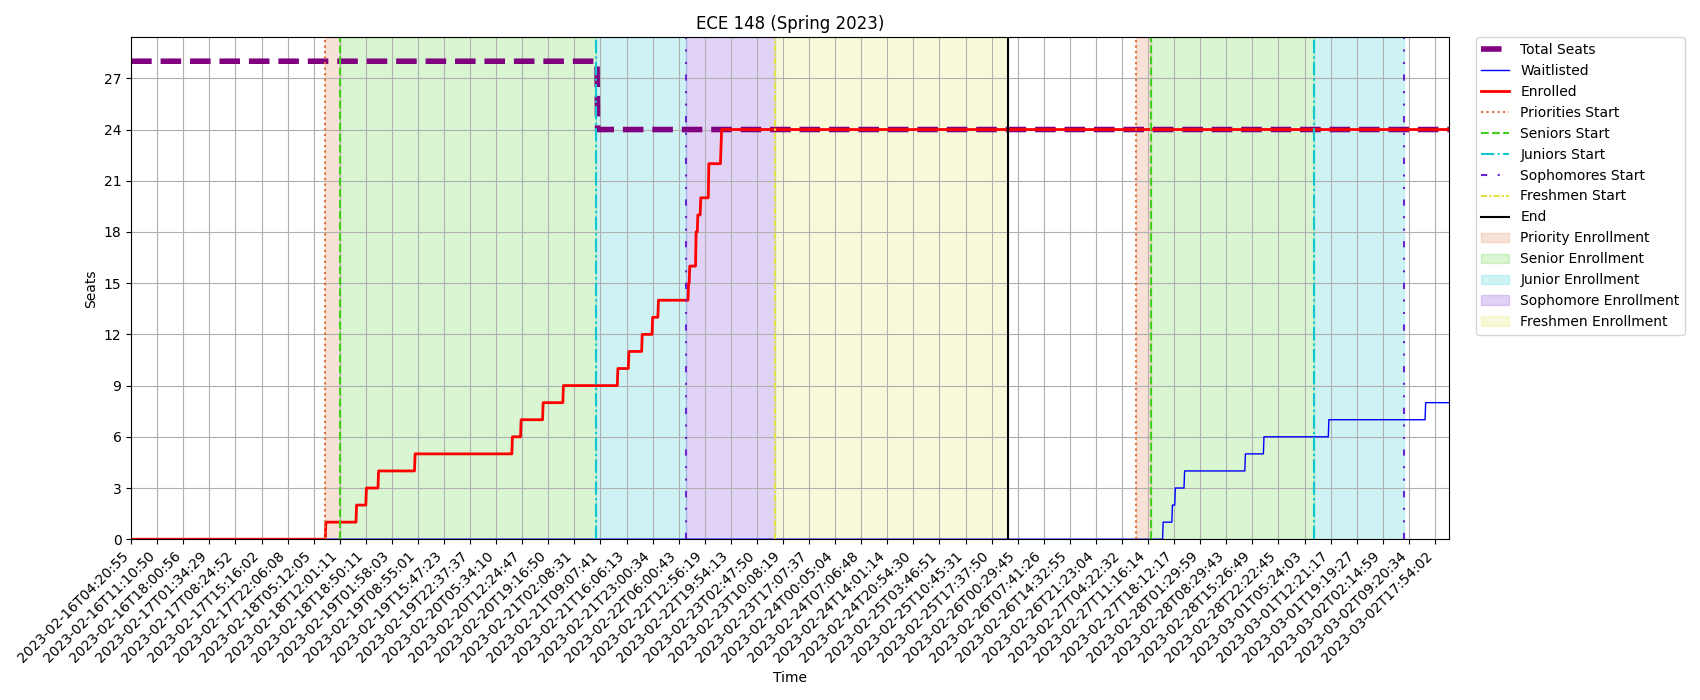 ECE 148 (Spring 2023)
Total Seats
Waitlisted
Enrolled
Priorities Start
Seniors Start
Juniors Start
Sophomores Start
Freshmen Start
End
Priority Enrollment
Senior Enrollment
Junior Enrollment
Sophomore Enrollment
Freshmen Enrollment
Seats
27
24
21
18
15
12
9
6
3
0
2023-02-16T04:20:55
2023-02-16T11:10:50
2023-02-16T18:00:56
2023-02-17T01:34:29
2023-02-17T08:24:52
2023-02-17T15:16:02
2023-02-17T22:06:08
2023-02-18T05:12:05
2023-02-18T12:01:11
2023-02-18T18:50:11
2023-02-19T01:58:03
2023-02-19T08:55:01
2023-02-19T15:47:23
2023-02-19T22:37:37
2023-02-20T05:34:10
2023-02-20T12:24:47
2023-02-20T19:16:50
2023-02-21T02:08:31
2023-02-21T09:07:41
2023-02-21T16:06:13
2023-02-21T23:00:34
2023-02-22T06:00:43
2023-02-22T12:56:19
2023-02-22T19:54:13
2023-02-23T02:47:50
2023-02-23T10:08:19
2023-02-23T17:07:37
2023-02-24T00:05:04
2023-02-24T07:06:48
2023-02-24T14:01:14
2023-02-24T20:54:30
2023-02-25T03:46:51
2023-02-25T10:45:31
2023-02-25T17:37:50
2023-02-26T00:29:45
2023-02-26T07:41:26
2023-02-26T14:32:55
2023-02-26T21:23:04
2023-02-27T04:22:32
2023-02-27T11:16:14
2023-02-27T18:12:17
2023-02-28T01:29:59
2023-02-28T08:29:43
2023-02-28T15:26:49
2023-02-28T22:22:45
2023-03-01T05:24:03
2023-03-01T12:21:17
2023-03-01T19:19:27
2023-03-02T02:14:59
2023-03-02T09:20:34
2023-03-02T17:54:02
Time